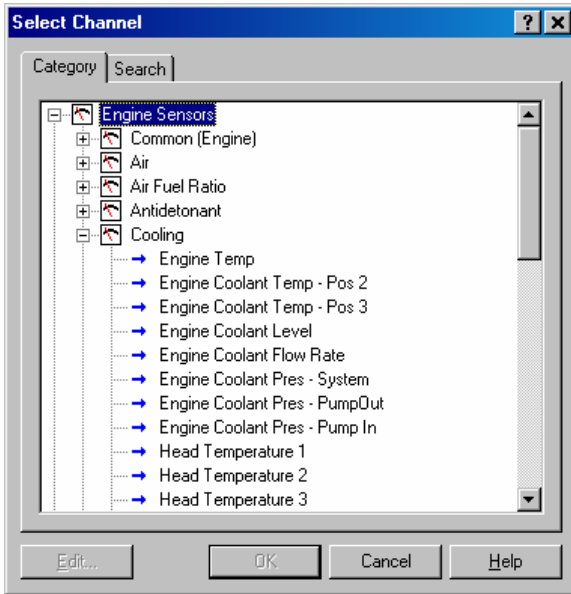 Select Channel
Category Search
Engine Sensors
Common (Engine)
Air
Air Fuel Ratio
Antidetonant
Cooling
Engine Temp
Engine Coolant Temp - Pos 2
Engine Coolant Temp - Pos 3
Engine Coolant Level
Engine Coolant Flow Rate
Engine Coolant Pres - System
Engine Coolant Pres - PumpOut
Engine Coolant Pres - Pump In
Head Temperature 1
Head Temperature 2
Head Temperature 3
Edit... OK Cancel Help